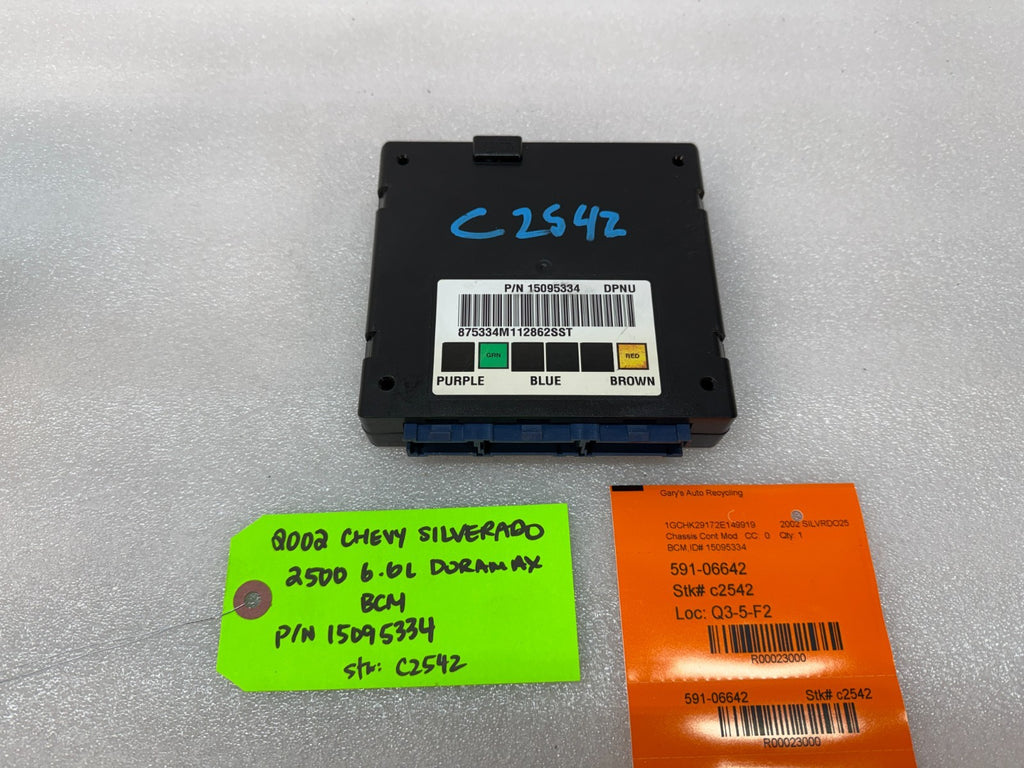 C2542
P/N 15095334 DPNU
875334M112862SST
GRN RED
PURPLE BLUE BROWN
2002 CHEVY SILVERADO
2500 6.6L DURAMAX
BCM
P/N 15095334
STK: C2542
Gary's Auto Recycling
1GCHK29172E149919 2002 SILVRDO25
Chassis Cont Mod CC: 0 Qty: 1
BCM,ID# 15095334
591-06642
Stk# c2542
Loc: Q3-5-F2
R00023000
591-06642 Stk# c2542
R00023000